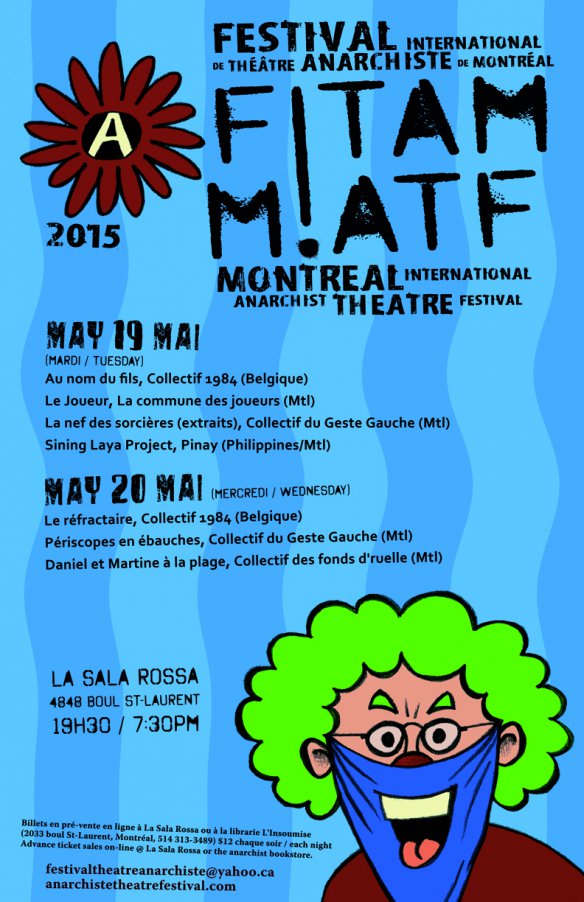 FESTIVAL INTERNATIONAL
DE THÉÂTRE ANARCHISTE DE MONTRÉAL
A
F!TAM
M!ATF
2015
MONTREAL INTERNATIONAL
ANARCHIST THEATRE FESTIVAL
MAY 19 MAI
(MARDI / TUESDAY)
Au nom du fils, Collectif 1984 (Belgique)
Le Joueur, La commune des joueurs (Mtl)
La nef des sorcières (extraits), Collectif du Geste Gauche (Mtl)
Sining Laya Project, Pinay (Philippines/Mtl)
MAY 20 MAI (MERCREDI / WEDNESDAY)
Le réfractaire, Collectif 1984 (Belgique)
Périscopes en ébauches, Collectif du Geste Gauche (Mtl)
Daniel et Martine à la plage, Collectif des fonds d'ruelle (Mtl)
LA SALA ROSSA
4848 BOUL ST-LAURENT
19H30 / 7:30PM
Billets en pré-vente en ligne à La Sala Rossa ou à la librarie L'Insoumise
(2033 boul St-Laurent, Montréal, 514 313-3489) $12 chaque soir / each night
Advance ticket sales on-line @ La Sala Rossa or the anarchist bookstore.
festivaltheatreanarchiste@yahoo.ca
anarchistetheatrefestival.com